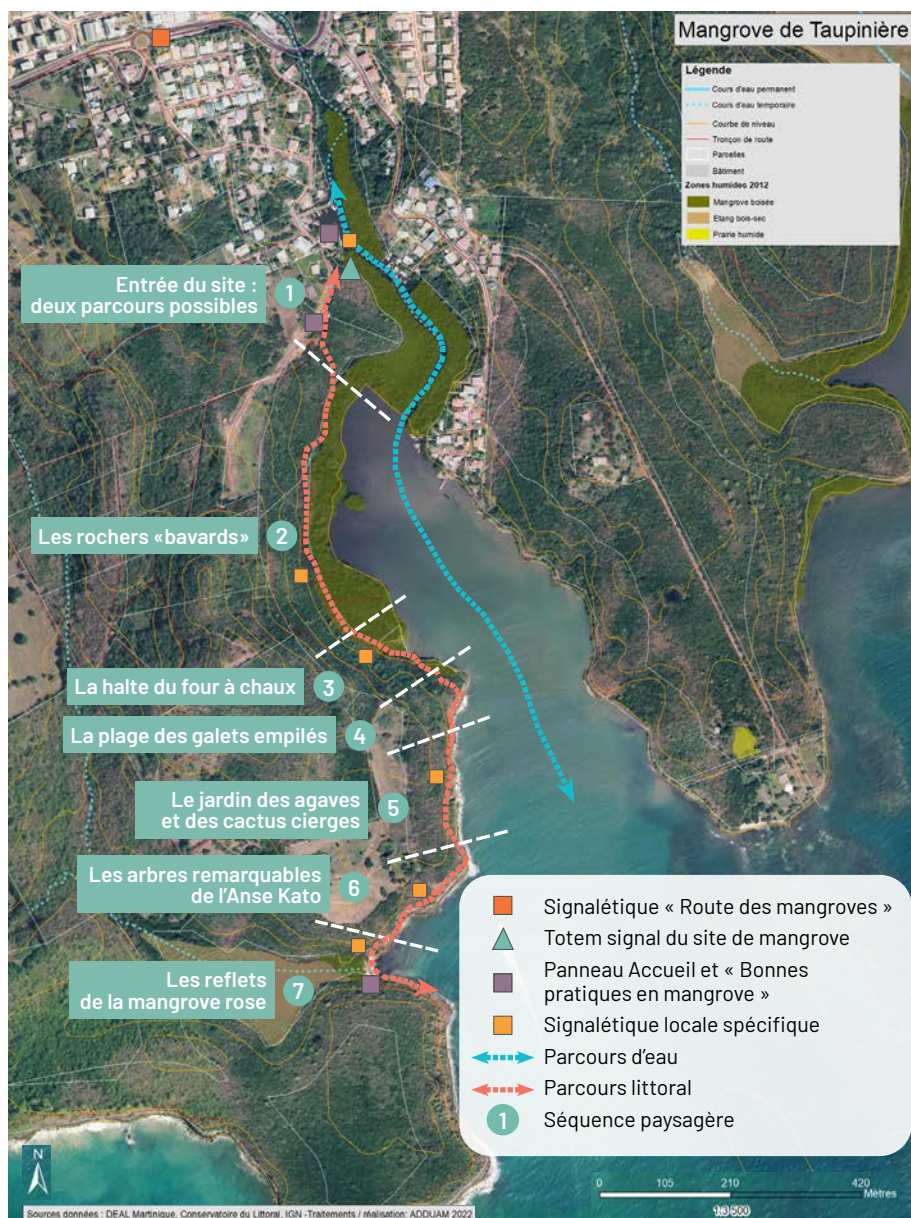 Mangrove de Taupinière
Légende
Cours d'eau permanent
Cours d'eau temporaire
Courbe de niveau
Tronçon de route
Parcelles
Bâtiment
Zones humides 2012
Mangrove boisée
Etang bois-sec
Prairie humide
Entrée du site :
deux parcours possibles
1
Les rochers «bavards»
2
La halte du four à chaux
3
La plage des galets empilés
4
Le jardin des agaves
et des cactus cierges
5
Les arbres remarquables
de l'Anse Kato
6
Les reflets
de la mangrove rose
7
Signalétique « Route des mangroves »
Totem signal du site de mangrove
Panneau Accueil et « Bonnes
pratiques en mangrove »
Signalétique locale spécifique
Parcours d'eau
Parcours littoral
1
Séquence paysagère
N
0 105 210 420
Mètres
1:3 500
Sources données : DEAL Martinique, Conservatoire du Littoral, IGN -Traitements / réalisation: ADDUAM 2022